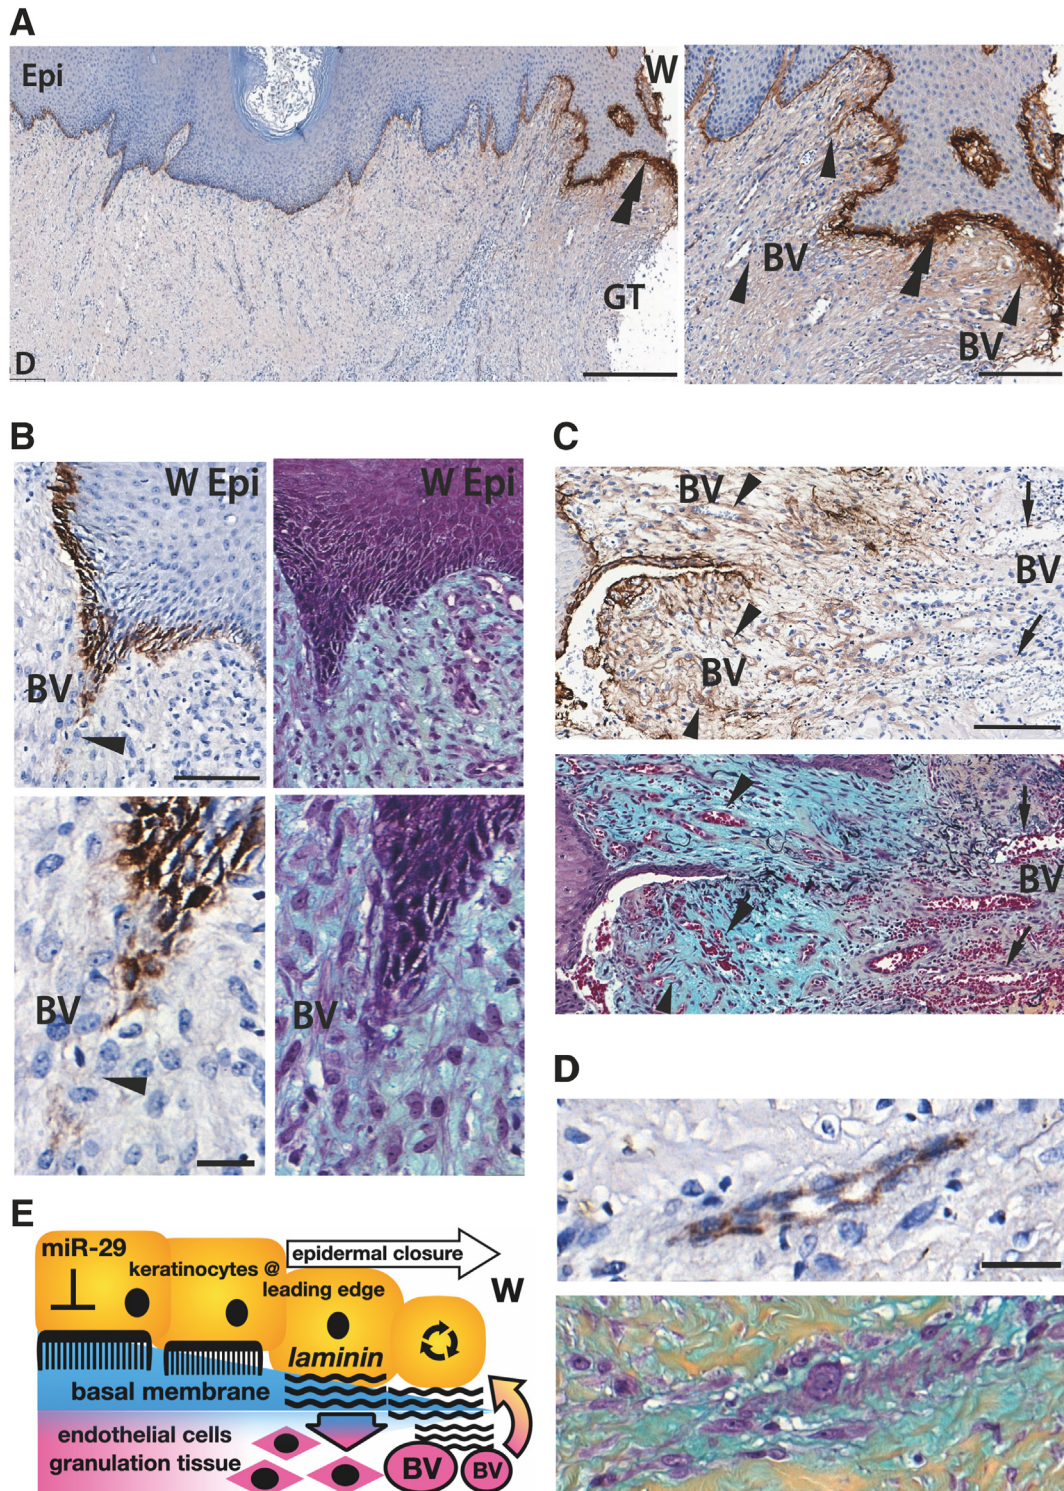 A
Epi
W
GT
D
BV
BV
B
W Epi
W Epi
BV
BV
BV
C
BV
BV
BV
BV
D
E
miR-29
epidermal closure
keratinocytes @
leading edge
W
laminin
basal membrane
endothelial cells
granulation tissue
BV
BV